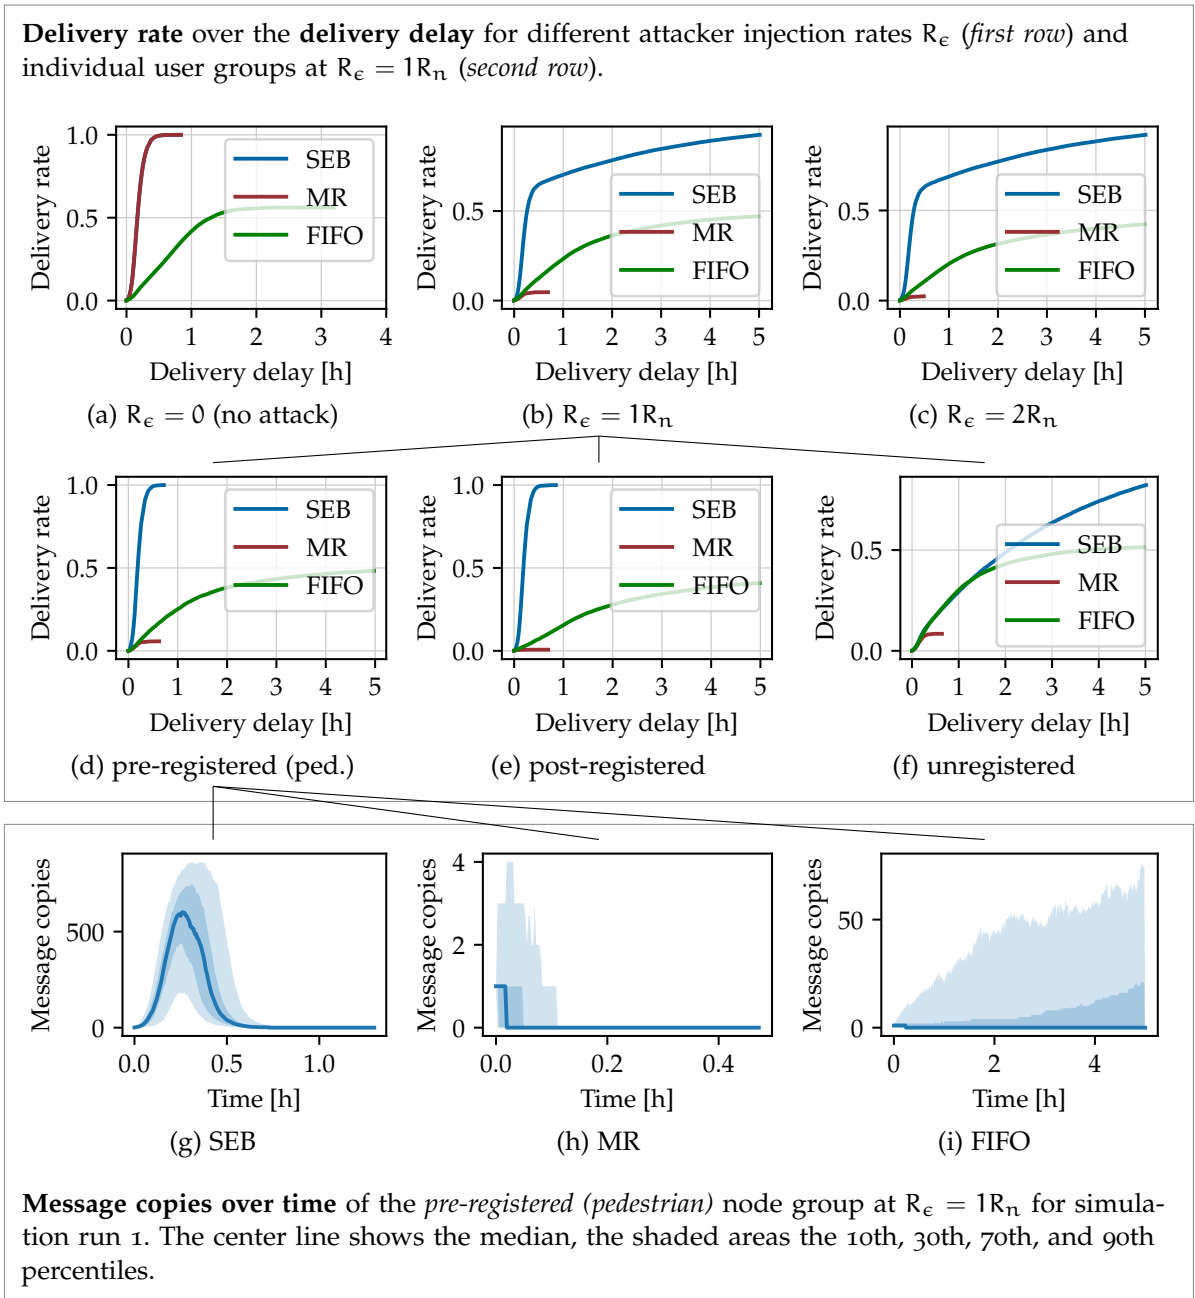 Delivery rate over the delivery delay for different attacker injection rates Rϵ (first row) and
individual user groups at Rϵ = 1Rn (second row).
Delivery rate
1.0
0.5
0.0
SEB
MR
FIFO
0 1 2 3 4
Delivery delay [h]
(a) Rϵ = 0 (no attack)
Delivery rate
0.5
0.0
SEB
MR
FIFO
0 1 2 3 4 5
Delivery delay [h]
(b) Rϵ = 1Rn
Delivery rate
0.5
0.0
SEB
MR
FIFO
0 1 2 3 4 5
Delivery delay [h]
(c) Rϵ = 2Rn
Delivery rate
1.0
0.5
0.0
SEB
MR
FIFO
0 1 2 3 4 5
Delivery delay [h]
(d) pre-registered (ped.)
Delivery rate
1.0
0.5
0.0
SEB
MR
FIFO
0 1 2 3 4 5
Delivery delay [h]
(e) post-registered
Delivery rate
0.5
0.0
SEB
MR
FIFO
0 1 2 3 4 5
Delivery delay [h]
(f) unregistered
Message copies
500
0
0.0 0.5 1.0
Time [h]
(g) SEB
Message copies
4
2
0
0.0 0.2 0.4
Time [h]
(h) MR
Message copies
50
0
0 2 4
Time [h]
(i) FIFO
Message copies over time of the pre-registered (pedestrian) node group at Rϵ = 1Rn for simula-
tion run 1. The center line shows the median, the shaded areas the 10th, 30th, 70th, and 90th
percentiles.